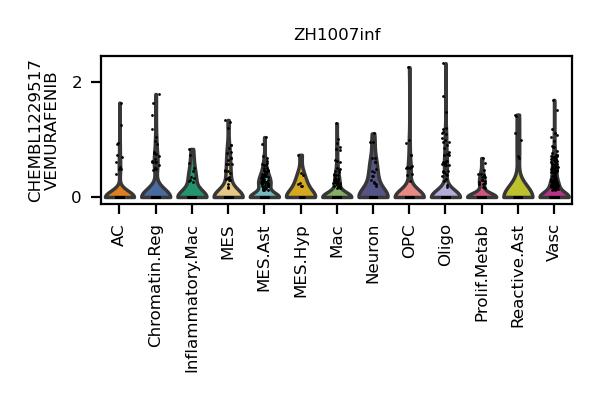 ZH1007inf
CHEMBL1229517
VEMURAFENIB
2
0
AC
Chromatin.Reg
Inflammatory.Mac
MES
MES.Ast
MES.Hyp
Mac
Neuron
OPC
Oligo
Prolif.Metab
Reactive.Ast
Vasc